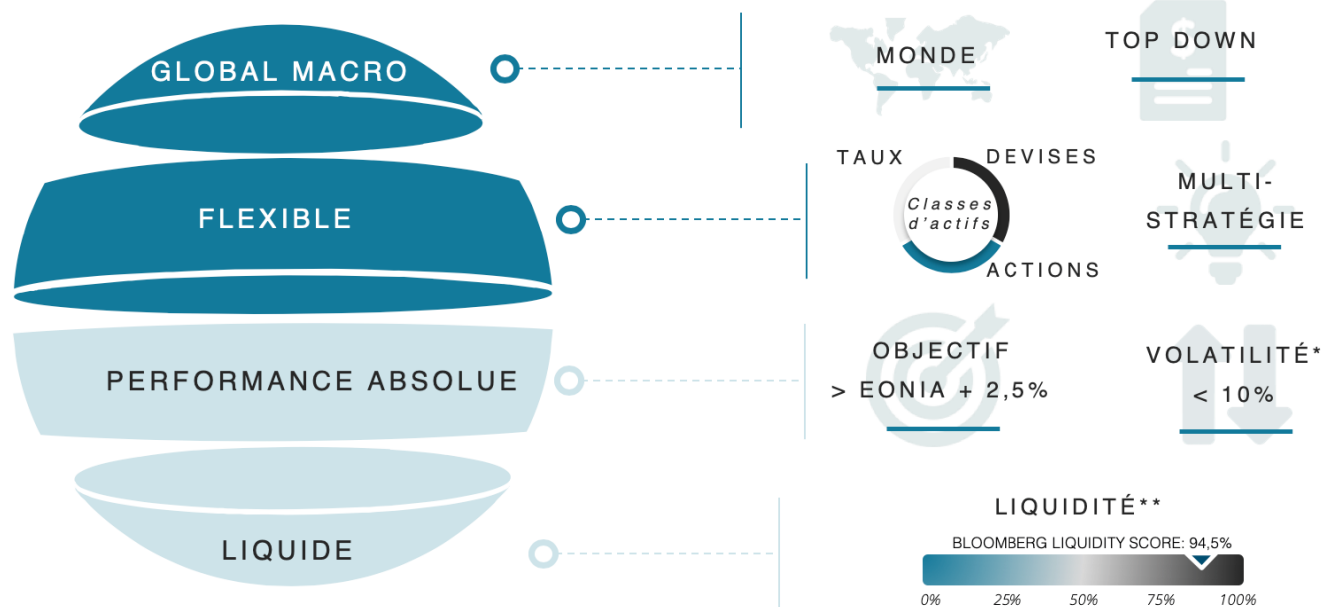 GLOBAL MACRO
MONDE
TOP DOWN
FLEXIBLE
TAUX
DEVISES
Classes
d'actifs
ACTIONS
MULTI-
STRATÉGIE
PERFORMANCE ABSOLUE
OBJECTIF
> EONIA + 2,5%
VOLATILITÉ*
< 10%
LIQUIDE
LIQUIDITÉ**
BLOOMBERG LIQUIDITY SCORE: 94,5%
0% 25% 50% 75% 100%